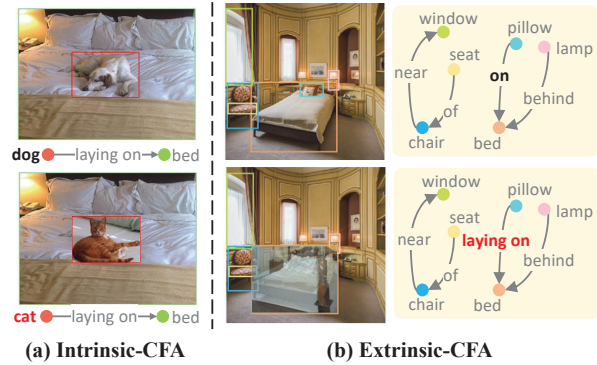 dog laying on bed
cat laying on bed
(a) Intrinsic-CFA
window
pillow
seat
lamp
near
on
of
behind
chair
bed
window
pillow
seat
lamp
laying on
near
of
behind
chair
bed
(b) Extrinsic-CFA